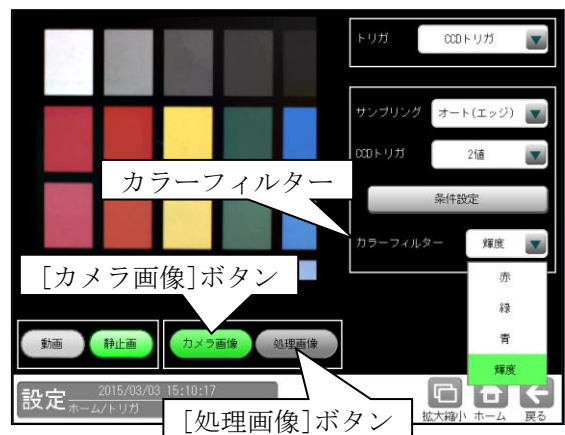 トリガ
CCDトリガ
サンプリング
オート(エッジ)
CCDトリガ
2値
条件設定
カラーフィルター
カラーフィルター
輝度
赤
緑
青
輝度
[カメラ画像]ボタン
動画
静止画
カメラ画像
処理画像
設定
2015/03/03 15:10:17
ホーム/トリガ
[処理画像]ボタン
拡大縮小
ホーム
戻る